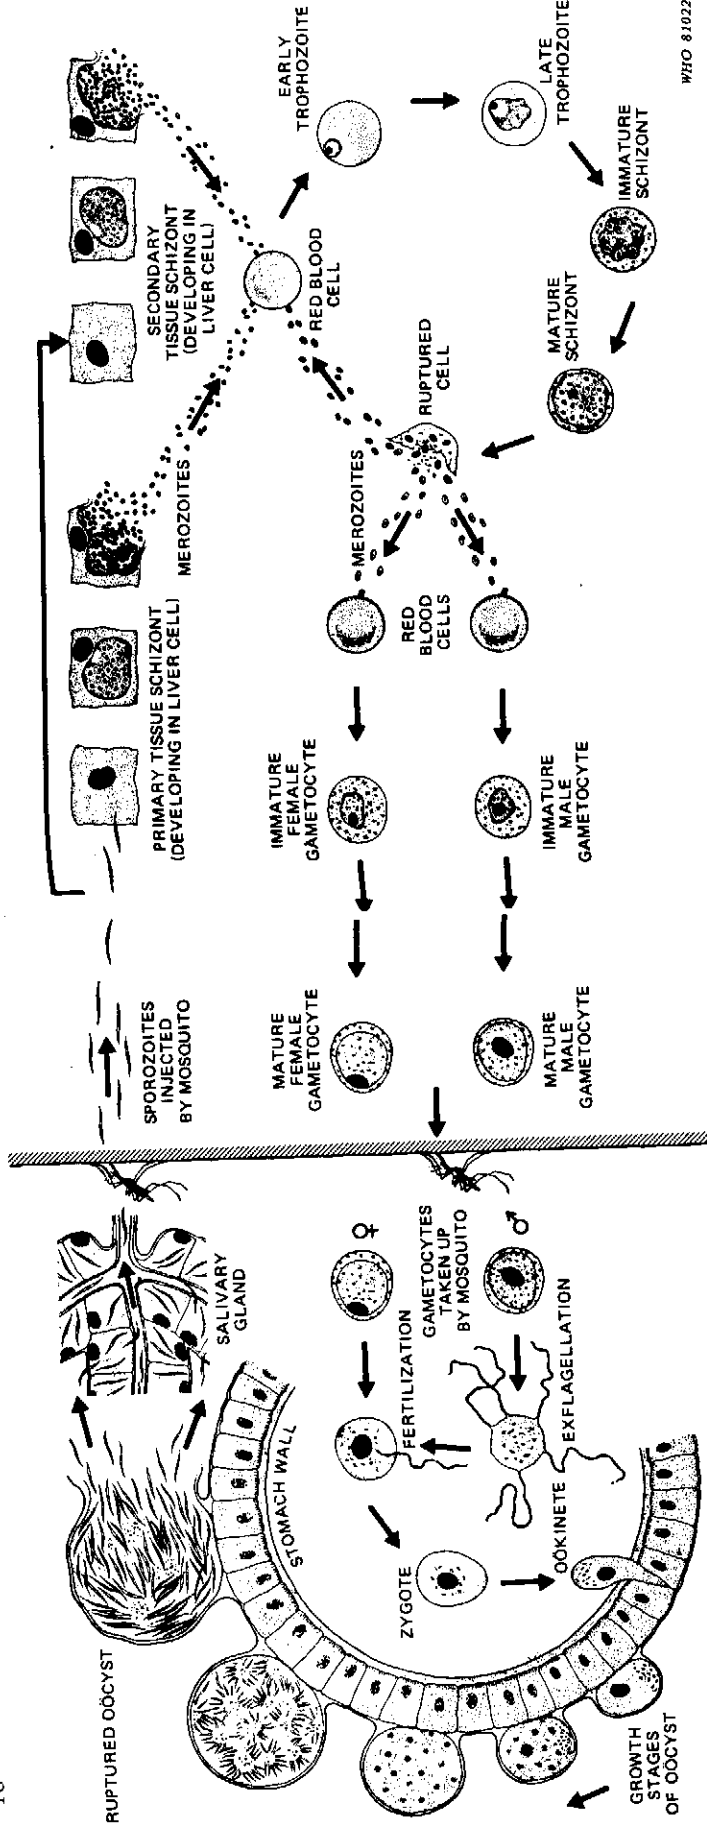 RUPTURED OÖCYST
SALIVARY
GLAND
STOMACH WALL
GROWTH
STAGES
OF OÖCYST
ZYGOTE
OÖKINETE
FERTILIZATION
EXFLAGELLATION
GAMETOCYTES
TAKEN UP
BY MOSQUITO
♀
♂
SPOROZOITES
INJECTED
BY MOSQUITO
PRIMARY TISSUE SCHIZONT
(DEVELOPING IN LIVER CELL)
MEROZOITES
SECONDARY
TISSUE SCHIZONT
(DEVELOPING IN
LIVER CELL)
RED BLOOD
CELL
EARLY
TROPHOZOITE
LATE
TROPHOZOITE
IMMATURE
SCHIZONT
MATURE
SCHIZONT
RUPTURED
CELL
MEROZOITES
RED
BLOOD
CELLS
IMMATURE
FEMALE
GAMETOCYTE
IMMATURE
MALE
GAMETOCYTE
MATURE
FEMALE
GAMETOCYTE
MATURE
MALE
GAMETOCYTE
WHO 81022